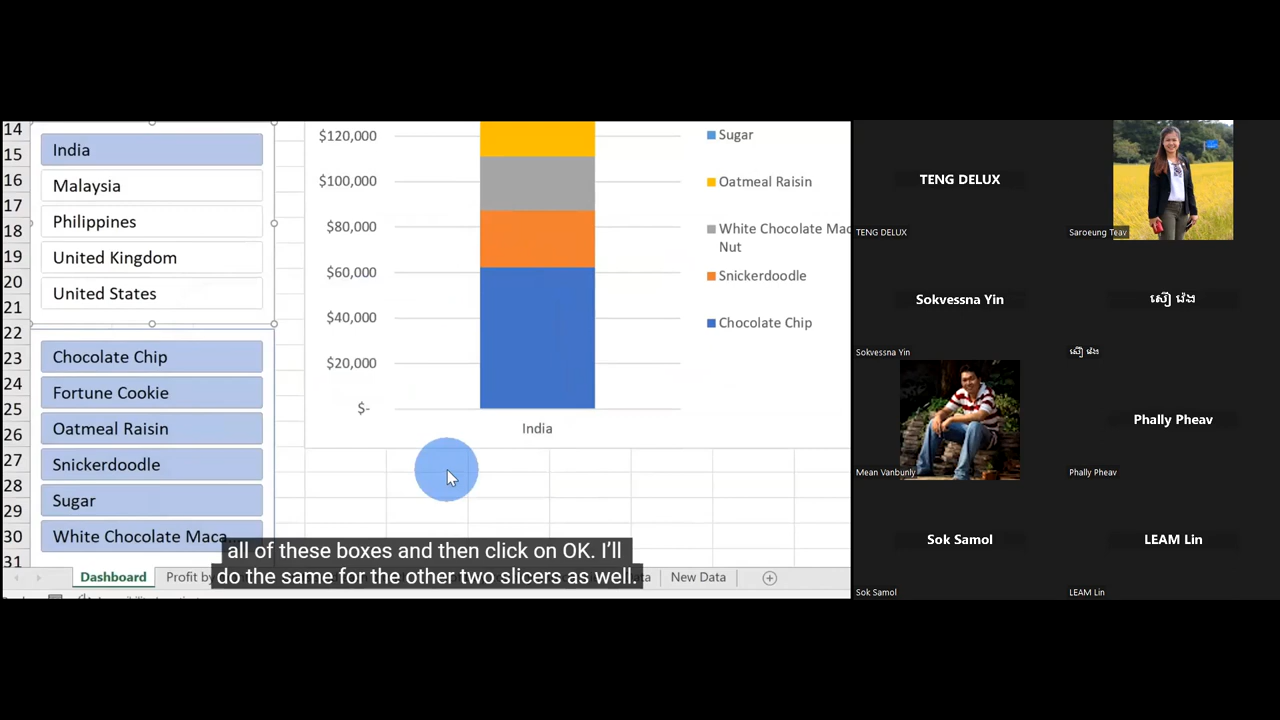 14
15
16
17
18
19
20
21
22
23
24
25
26
27
28
29
30
31
India
Malaysia
Philippines
United Kingdom
United States
Chocolate Chip
Fortune Cookie
Oatmeal Raisin
Snickerdoodle
Sugar
White Chocolate Maca...
$120,000
$100,000
$80,000
$60,000
$40,000
$20,000
$-
India
Sugar
Oatmeal Raisin
White Chocolate Mac
Nut
Snickerdoodle
Chocolate Chip
all of these boxes and then click on OK. I'll
do the same for the other two slicers as well.
Dashboard
Profit by
ta
New Data
TENG DELUX
TENG DELUX
Saroeung Teav
Sokvessna Yin
Sokvessna Yin
សឿ វ៉េង
សឿ វ៉េង
Mean Vanbunly
Phally Pheav
Phally Pheav
Sok Samol
Sok Samol
LEAM Lin
LEAM Lin